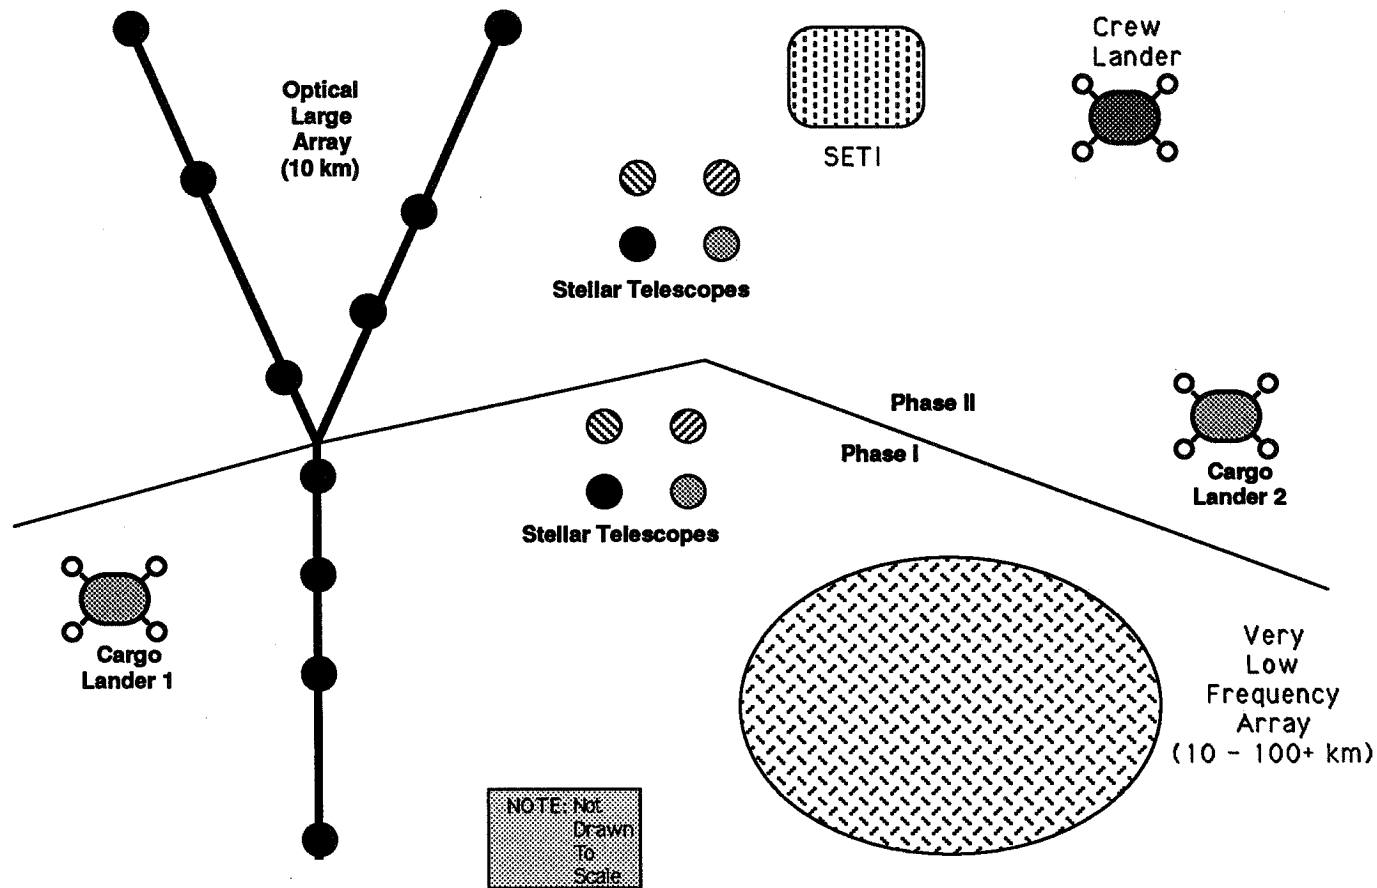 Optical
Large
Array
(10 km)
SETI
Crew
Lander
Stellar Telescopes
Phase II
Phase I
Cargo
Lander 2
Stellar Telescopes
Cargo
Lander 1
Very
Low
Frequency
Array
(10 - 100+ km)
NOTE: Not
Drawn
To
Scale